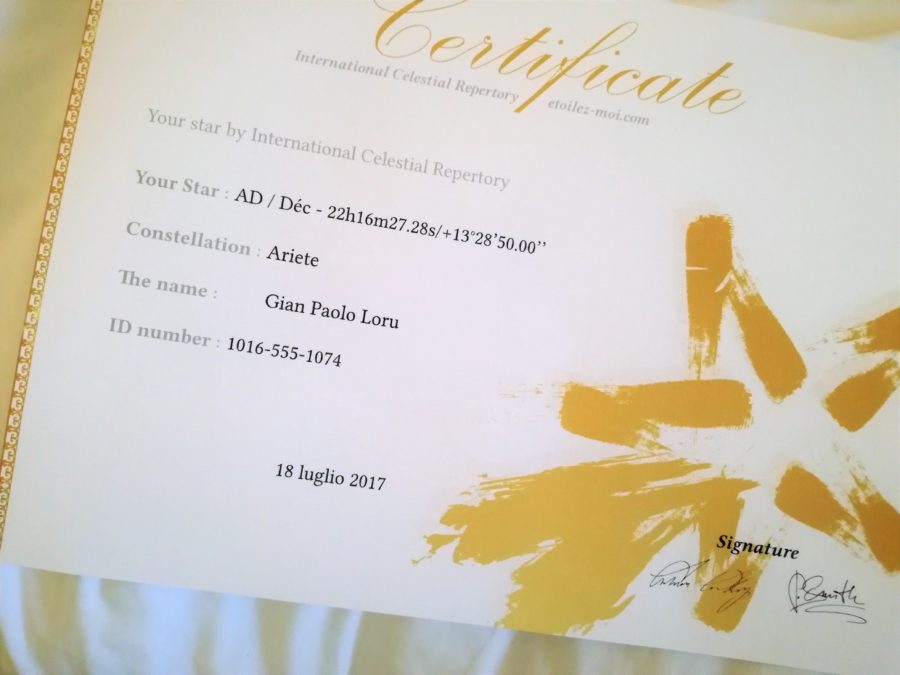 Certificate
International Celestial Repertory etoilez-moi.com
Your star by International Celestial Repertory
Your Star : AD / Déc - 22h16m27.28s/+13°28'50.00''
Constellation : Ariete
The name : Gian Paolo Loru
ID number : 1016-555-1074
18 luglio 2017
Signature